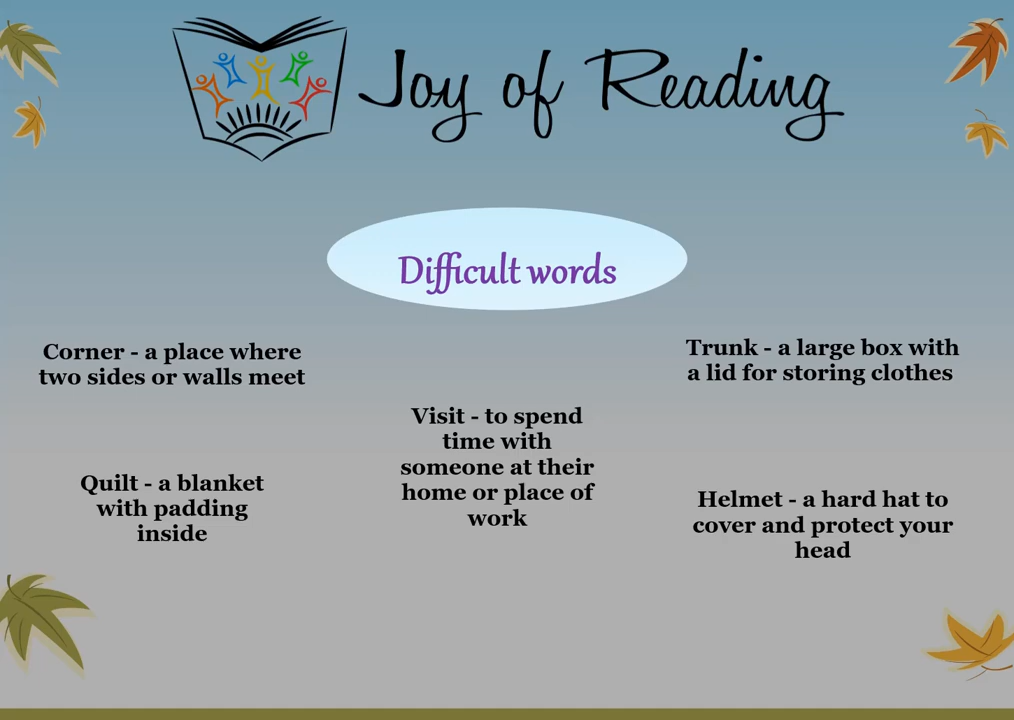 Joy of Reading
Difficult words
Corner - a place where
two sides or walls meet
Trunk - a large box with
a lid for storing clothes
Visit - to spend
time with
someone at their
home or place of
work
Quilt - a blanket
with padding
inside
Helmet - a hard hat to
cover and protect your
head